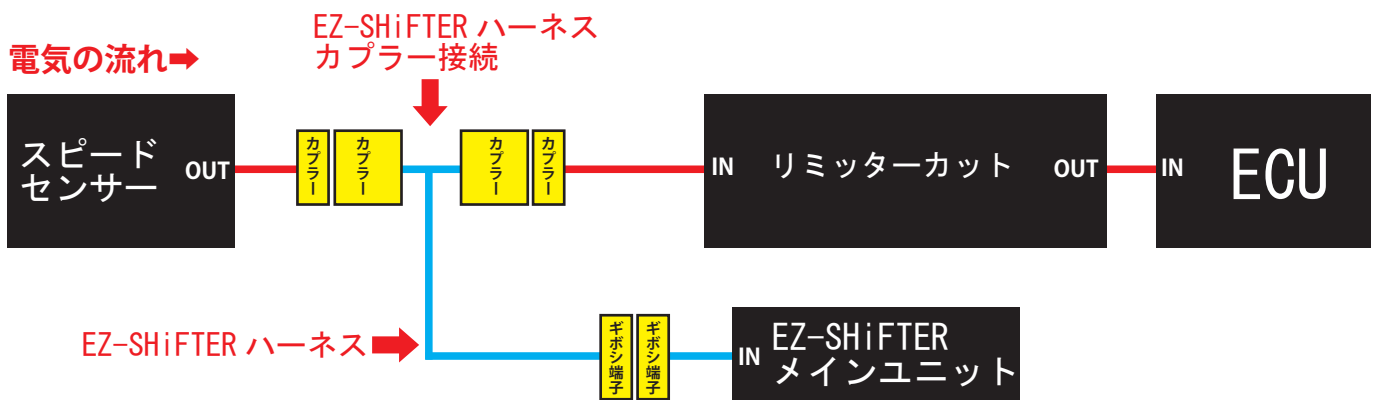 EZ-SHiFTER ハーネス
カプラー接続
電気の流れ➡
スピード
センサー
OUT
カプラー
カプラー
カプラー
カプラー
IN
リミッターカット
OUT
IN
ECU
EZ-SHiFTER ハーネス
ギボシ端子
ギボシ端子
IN
EZ-SHiFTER
メインユニット